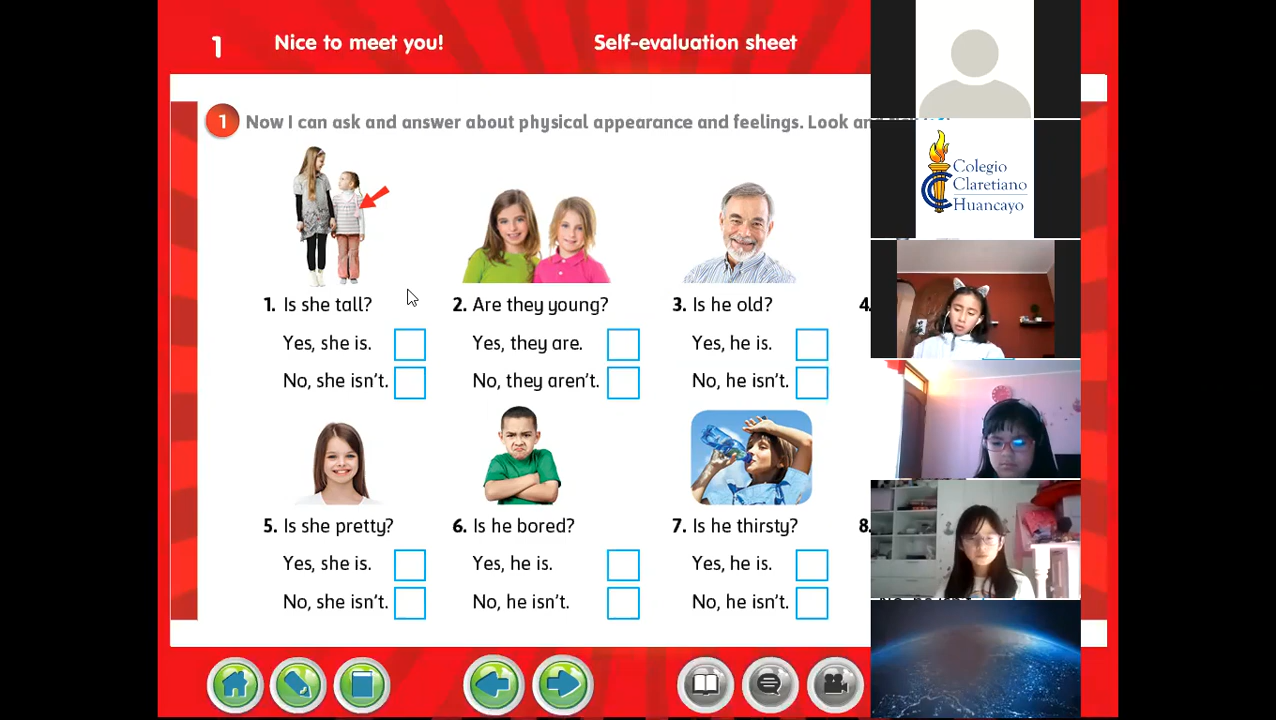 1 Nice to meet you! Self-evaluation sheet
1 Now I can ask and answer about physical appearance and feelings. Look
Colegio
Claretiano
Huancayo
1. Is she tall?
Yes, she is.
No, she isn't.
2. Are they young?
Yes, they are.
No, they aren't.
3. Is he old?
Yes, he is.
No, he isn't.
4.
5. Is she pretty?
Yes, she is.
No, she isn't.
6. Is he bored?
Yes, he is.
No, he isn't.
7. Is he thirsty?
Yes, he is.
No, he isn't.
8.